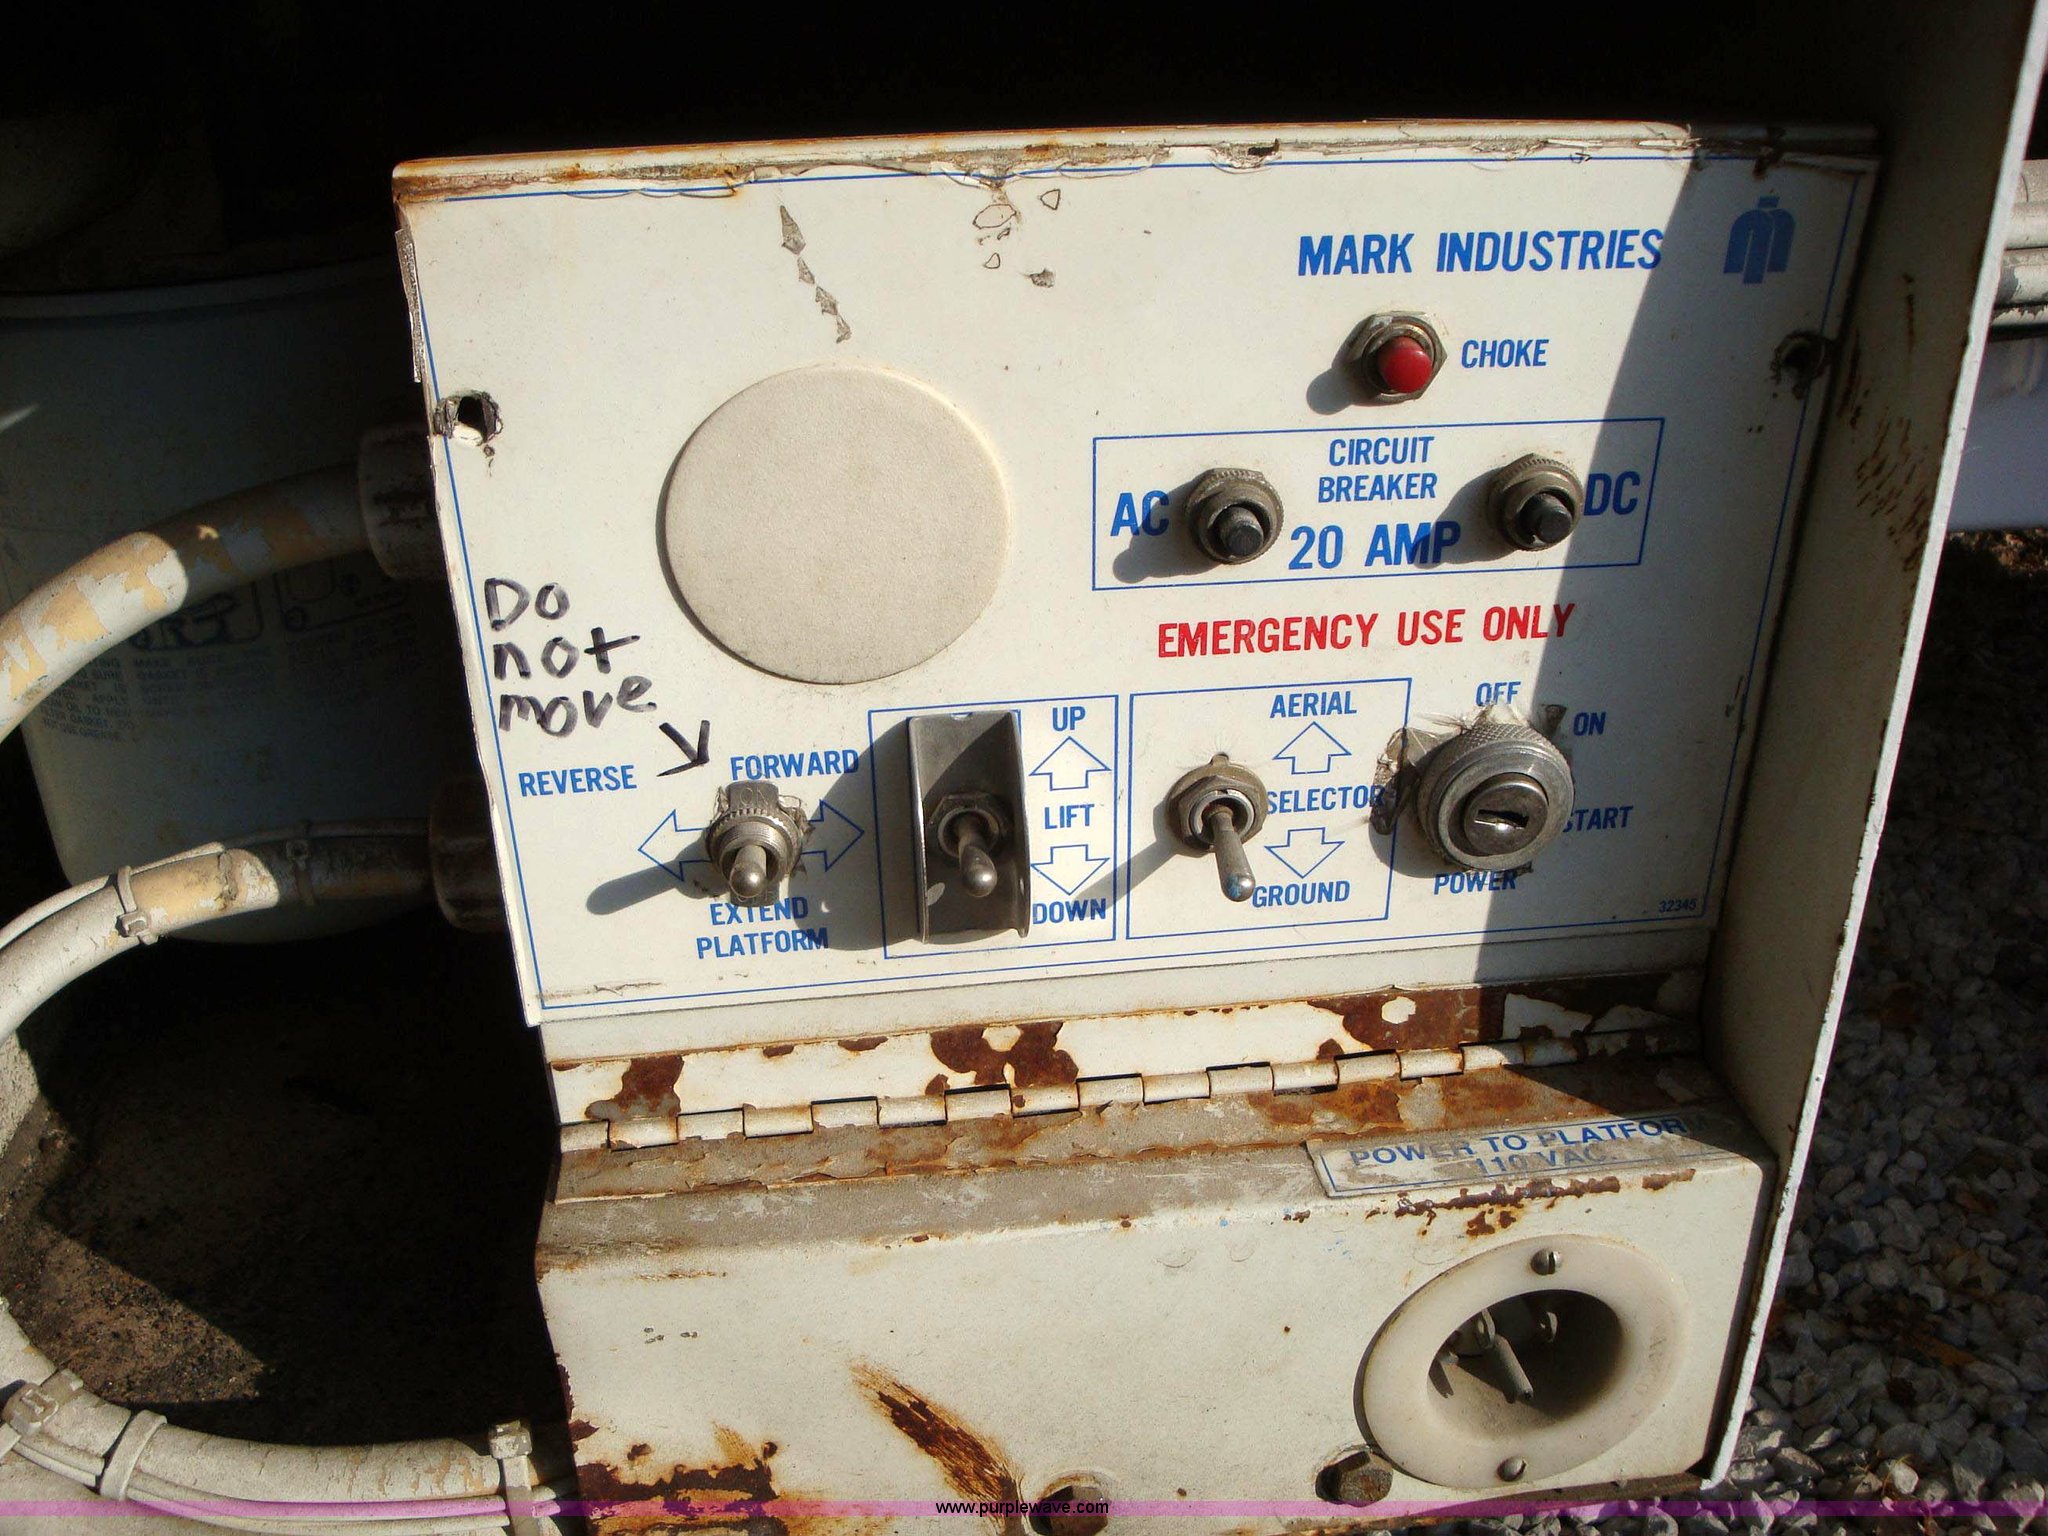 MARK INDUSTRIES
CHOKE
CIRCUIT
BREAKER
AC
DC
20 AMP
EMERGENCY USE ONLY
Do
not
move
REVERSE
FORWARD
EXTEND
PLATFORM
UP
LIFT
DOWN
AERIAL
SELECTOR
GROUND
OFF
ON
START
POWER
32345
POWER TO PLATFORM
110 VAC.
www.purplewave.com